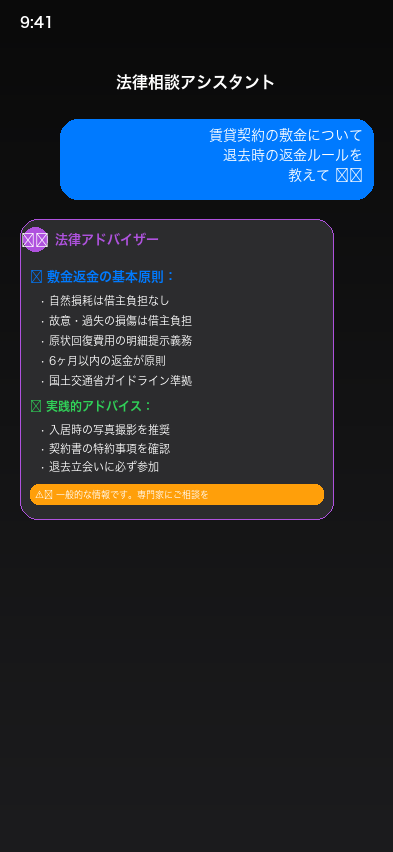 9:41
法律相談アシスタント
賃貸契約の敷金について
退去時の返金ルールを
教えて
法律アドバイザー
敷金返金の基本原則：
・自然損耗は借主負担なし
・故意・過失の損傷は借主負担
・原状回復費用の明細提示義務
・6ヶ月以内の返金が原則
・国土交通省ガイドライン準拠
実践的アドバイス：
・入居時の写真撮影を推奨
・契約書の特約事項を確認
・退去立会いに必ず参加
⚠ 一般的な情報です。専門家にご相談を